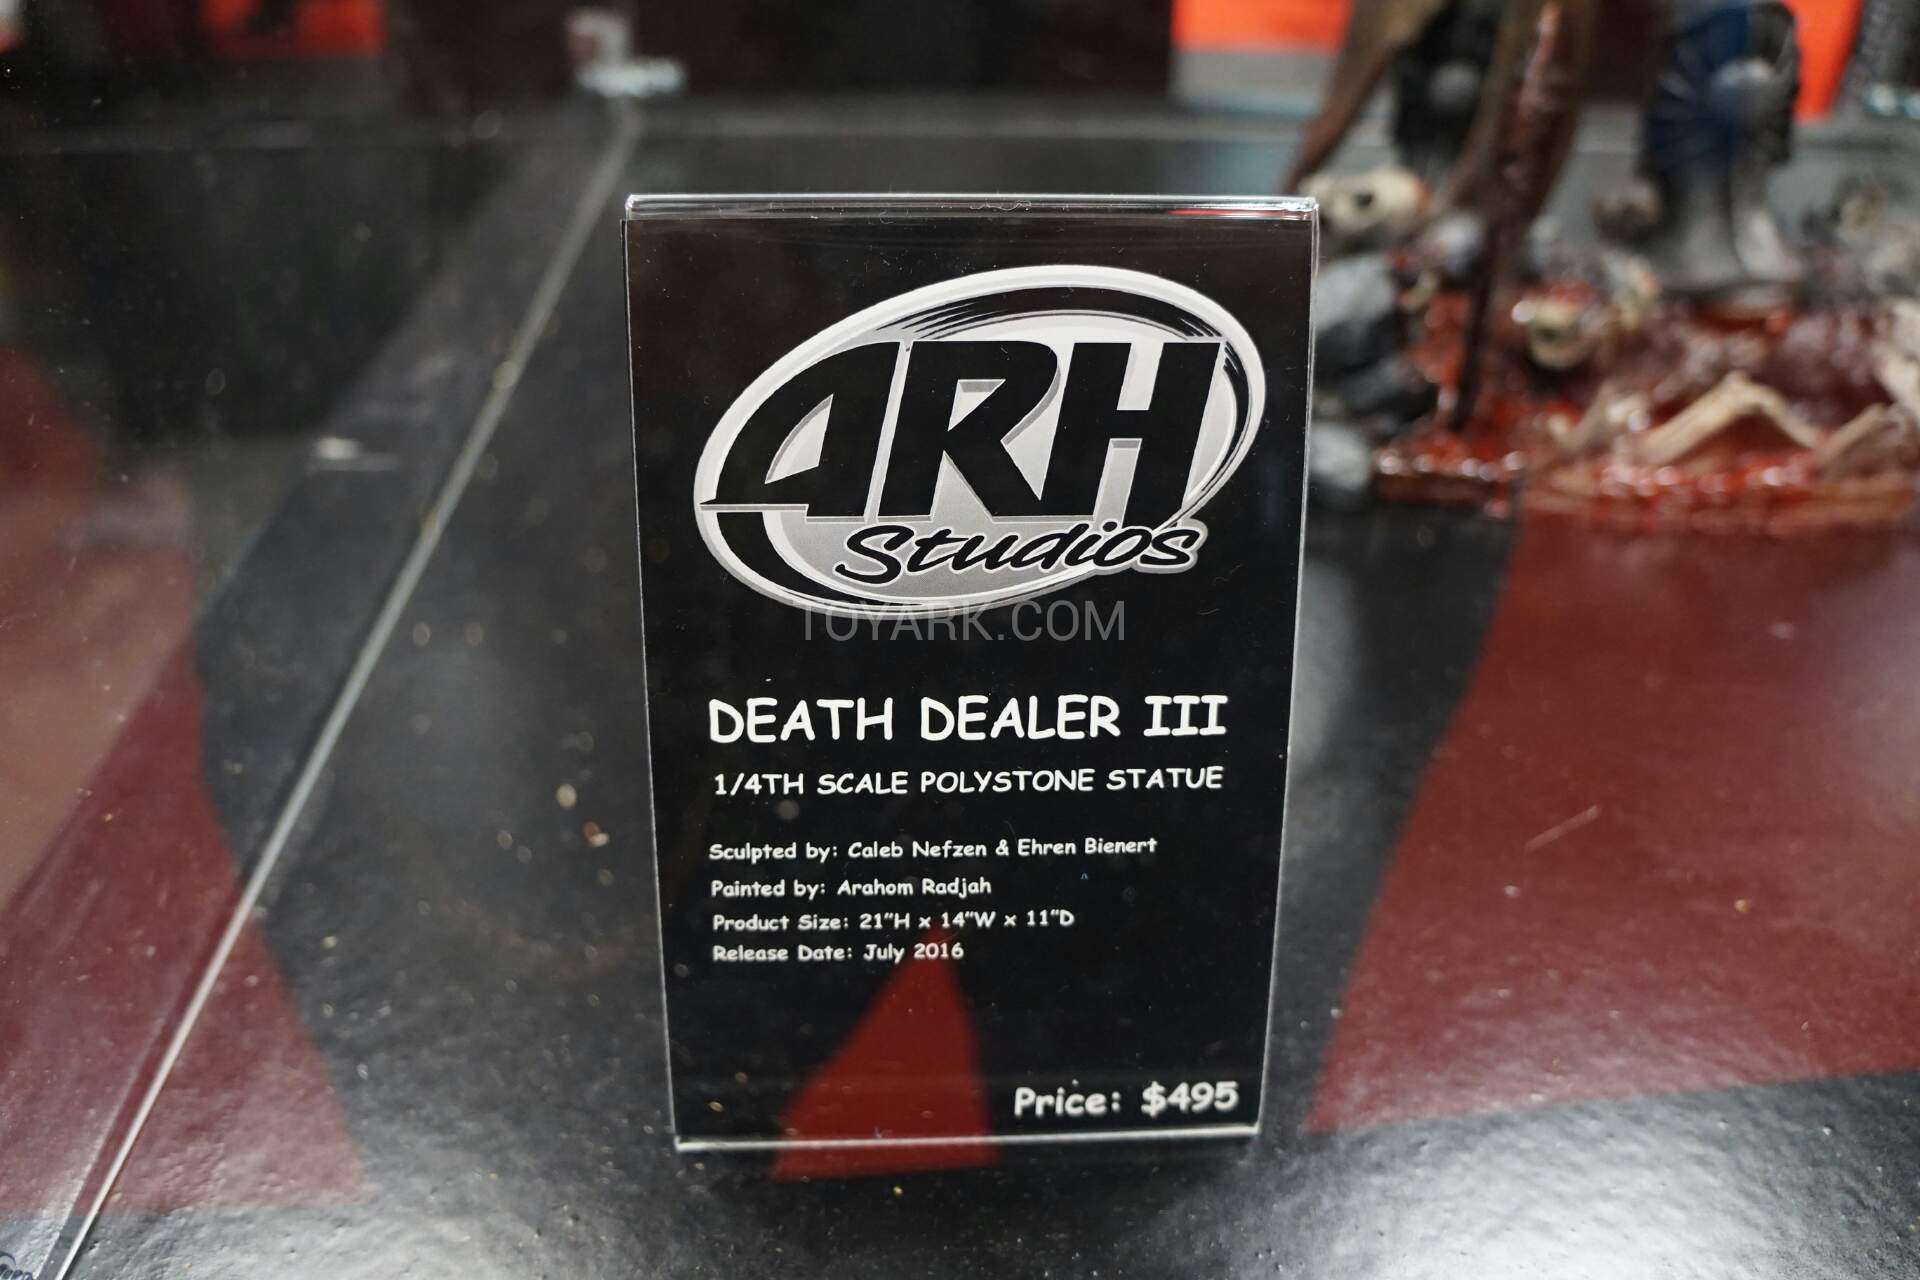 ARH
Studios
TOYARK.COM
DEATH DEALER III
1/4TH SCALE POLYSTONE STATUE
Sculpted by: Caleb Nefzen & Ehren Bienert
Painted by: Arahom Radjah
Product Size: 21"H x 14"W x 11"D
Release Date: July 2016
Price: $495